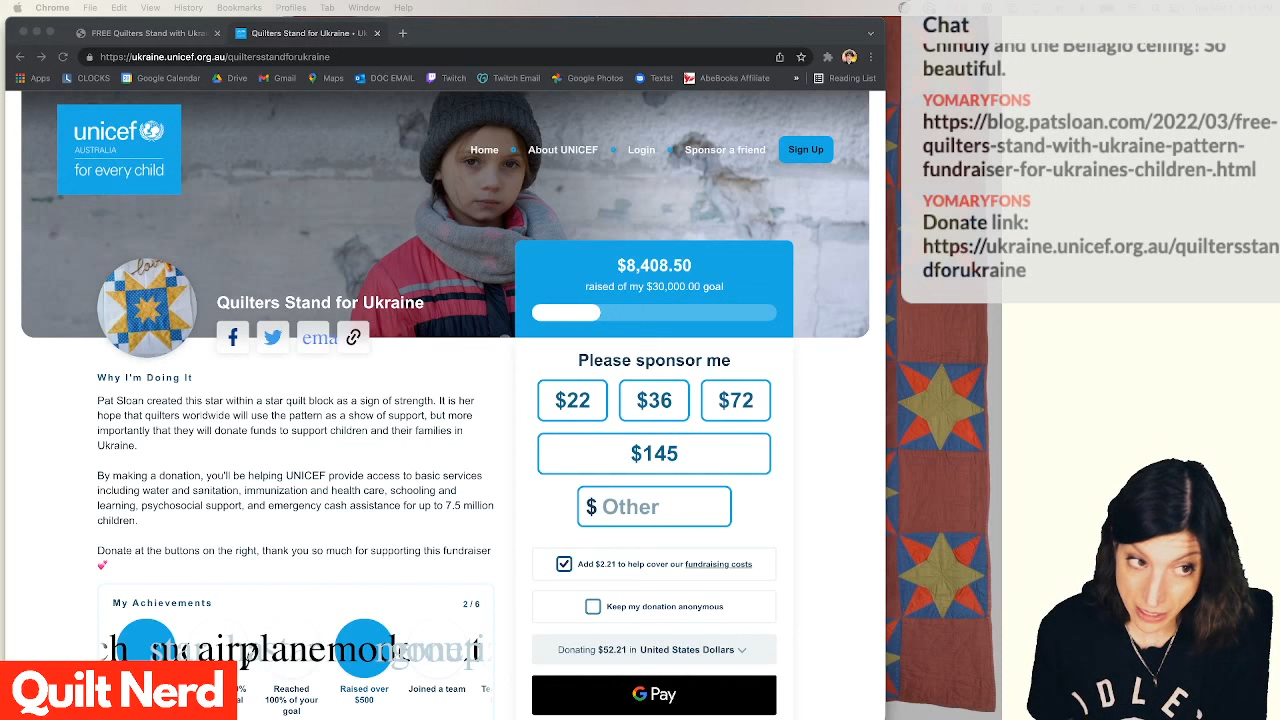 Chrome File Edit View History Bookmarks Profiles Tab Window Help
FREE Quilters Stand with Ukrai
Quilters Stand for Ukraine • Uk
https://ukraine.unicef.org.au/quiltersstandforukraine
Apps CLOCKS Google Calendar Drive Gmail Maps DOC EMAIL Twitch Twitch Email Google Photos Texts! AbeBooks Affiliate » Reading List
unicef
AUSTRALIA
for every child
Home About UNICEF Login Sponsor a friend Sign Up
$8,408.50
raised of my $30,000.00 goal
love
Quilters Stand for Ukraine
ema
Why I'm Doing It
Pat Sloan created this star within a star quilt block as a sign of strength. It is her
hope that quilters worldwide will use the pattern as a show of support, but more
importantly that they will donate funds to support children and their families in
Ukraine.
By making a donation, you'll be helping UNICEF provide access to basic services
including water and sanitation, immunization and health care, schooling and
learning, psychosocial support, and emergency cash assistance for up to 7.5 million
children.
Donate at the buttons on the right, thank you so much for supporting this fundraiser
My Achievements 2 / 6
airplanemode
Reached
100% of your
goal
Raised over
$500
Joined a team
Please sponsor me
$22 $36 $72
$145
$ Other
Add $2.21 to help cover our fundraising costs
Keep my donation anonymous
Donating $52.21 in United States Dollars
G Pay
Chat
Chihuly and the Bellagio ceiling! So
beautiful.
YOMARYFONS
https://blog.patsloan.com/2022/03/free-
quilters-stand-with-ukraine-pattern-
fundraiser-for-ukraines-children-.html
YOMARYFONS
Donate link:
https://ukraine.unicef.org.au/quiltersstan
dforukraine
Quilt Nerd